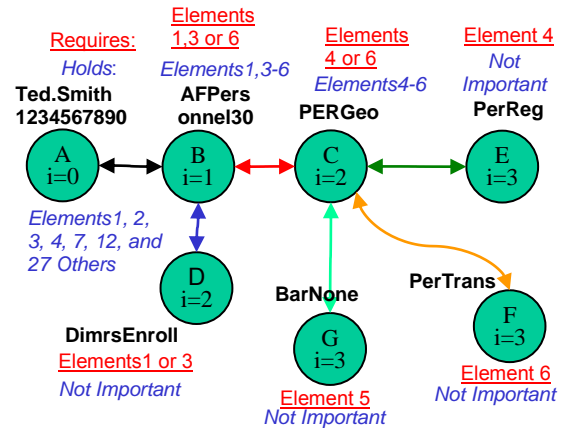 Requires:
Elements
1,3 or 6
Elements
4 or 6
Element 4
Holds:
Elements1,3-6
Elements4-6
Not
Important
Ted.Smith
1234567890
AFPers
onnel30
PERGeo
PerReg
A
i=0
B
i=1
C
i=2
E
i=3
Elements1, 2,
3, 4, 7, 12, and
27 Others
D
i=2
DimrsEnroll
Elements1 or 3
Not Important
BarNone
G
i=3
Element 5
Not Important
PerTrans
F
i=3
Element 6
Not Important